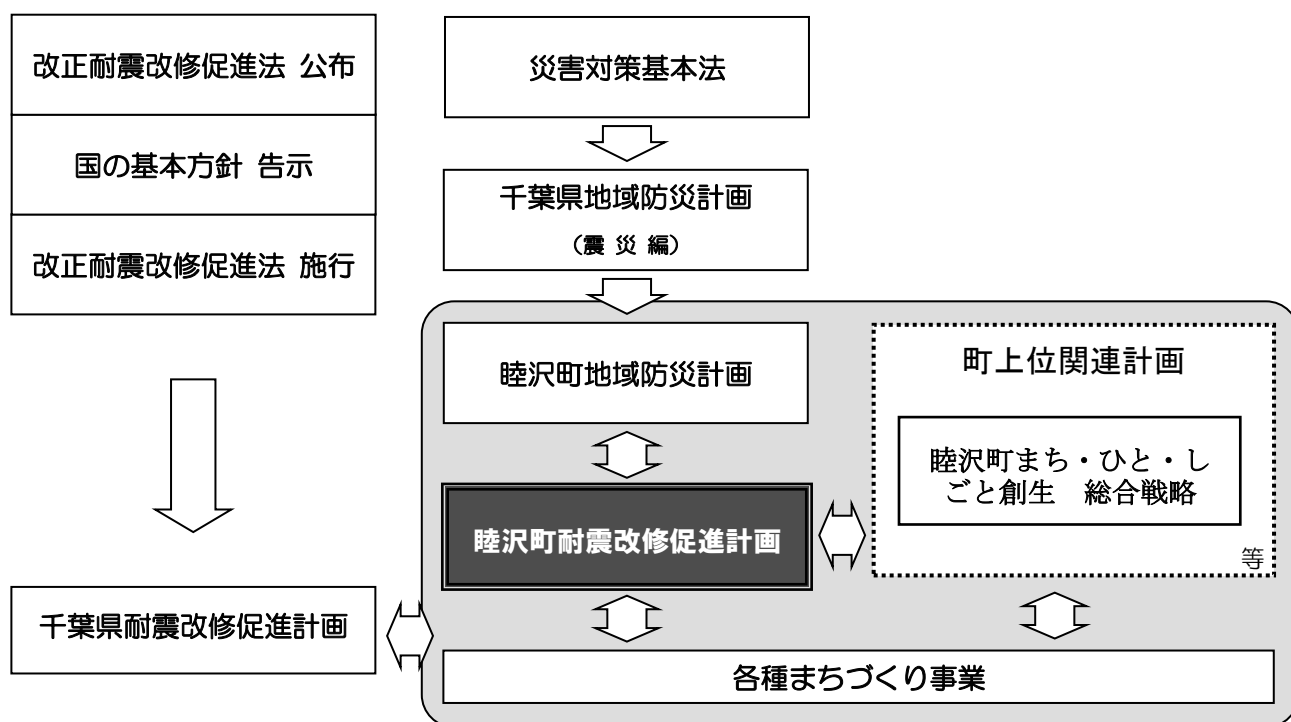 改正耐震改修促進法 公布
国の基本方針 告示
改正耐震改修促進法 施行
千葉県耐震改修促進計画
災害対策基本法
千葉県地域防災計画
（震 災 編）
睦沢町地域防災計画
睦沢町耐震改修促進計画
町上位関連計画
睦沢町まち・ひと・し
ごと創生　総合戦略
等
各種まちづくり事業